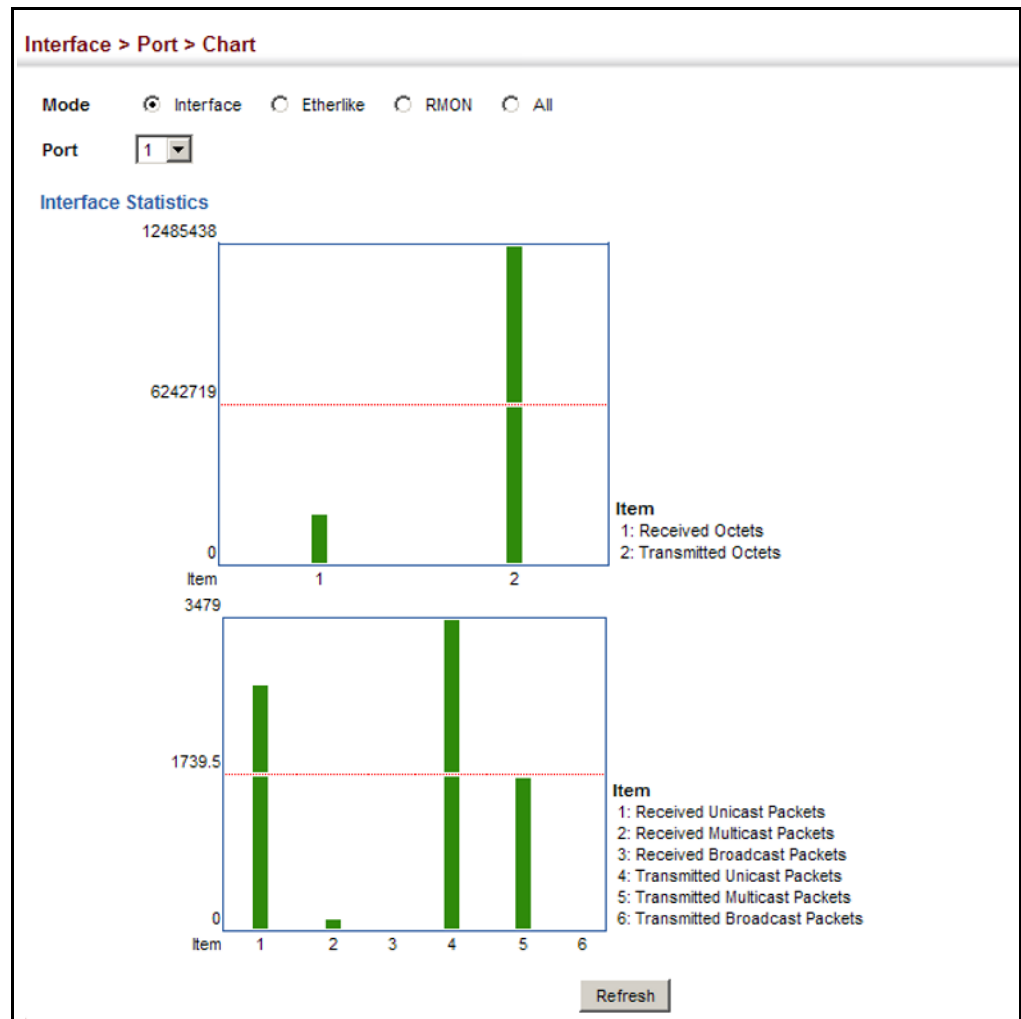 Interface > Port > Chart
Mode Interface Etherlike RMON All
Port 1
Interface Statistics
12485438
6242719
0
Item 1 2
Item
1: Received Octets
2: Transmitted Octets
3479
1739.5
0
Item 1 2 3 4 5 6
Item
1: Received Unicast Packets
2: Received Multicast Packets
3: Received Broadcast Packets
4: Transmitted Unicast Packets
5: Transmitted Multicast Packets
6: Transmitted Broadcast Packets
Refresh